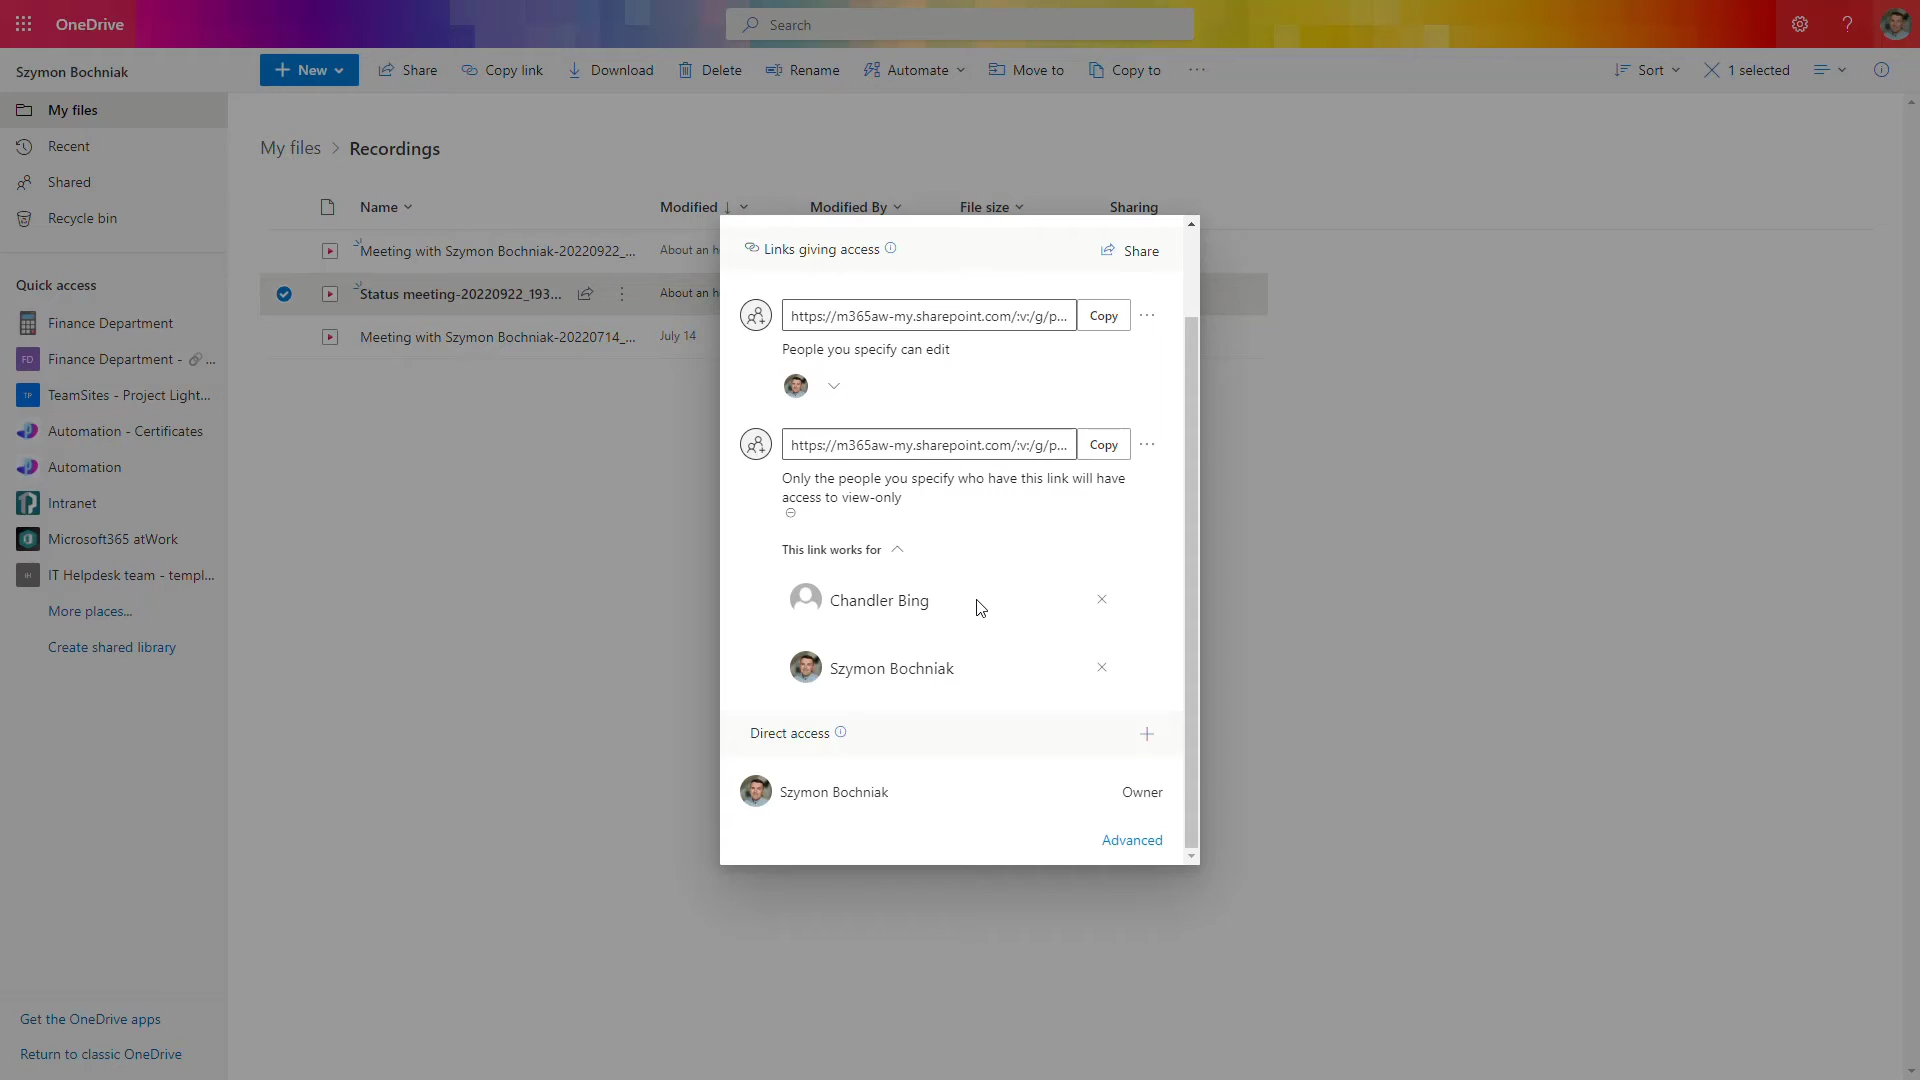 OneDrive
Search
Szymon Bochniak
New
Share
Copy link
Download
Delete
Rename
Automate
Move to
Copy to
Sort
1 selected
My files
Recent
Shared
Recycle bin
Quick access
Finance Department
FD
Finance Department - ...
TP
TeamSites - Project Light...
Automation - Certificates
Automation
Intranet
Microsoft365 atWork
IH
IT Helpdesk team - templ...
More places...
Create shared library
Get the OneDrive apps
Return to classic OneDrive
My files > Recordings
Name
Modified
Modified By
File size
Sharing
Meeting with Szymon Bochniak-20220922_...
About an h
Status meeting-20220922_193...
About an h
Meeting with Szymon Bochniak-20220714_...
July 14
Links giving access
Share
https://m365aw-my.sharepoint.com/:v:/g/p...
Copy
People you specify can edit
https://m365aw-my.sharepoint.com/:v:/g/p...
Copy
Only the people you specify who have this link will have
access to view-only
This link works for
Chandler Bing
Szymon Bochniak
Direct access
Szymon Bochniak
Owner
Advanced